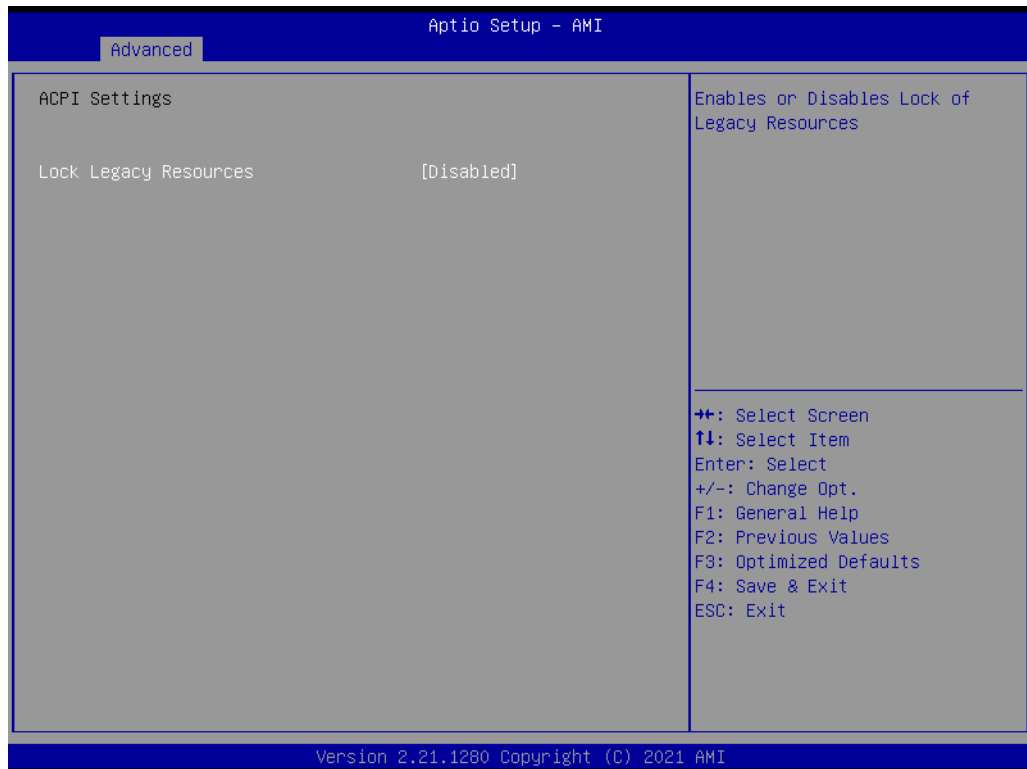 Aptio Setup – AMI
Advanced
ACPI Settings
Lock Legacy Resources [Disabled]
Enables or Disables Lock of
Legacy Resources
→←: Select Screen
↑↓: Select Item
Enter: Select
+/-: Change Opt.
F1: General Help
F2: Previous Values
F3: Optimized Defaults
F4: Save & Exit
ESC: Exit
Version 2.21.1280 Copyright (C) 2021 AMI